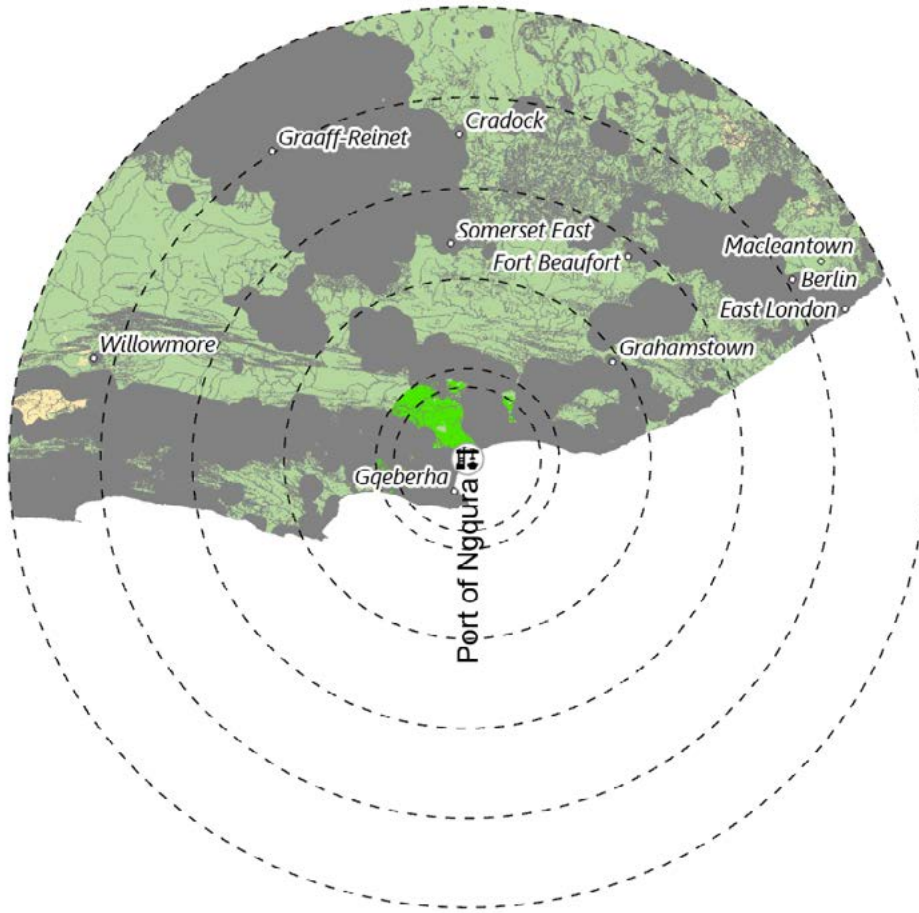 Cradock
Graaff-Reinet
Somerset East
Macleantown
Fort Beaufort
Berlin
East London
Willowmore
Grahamstown
Gqeberha
Port of Ngqura